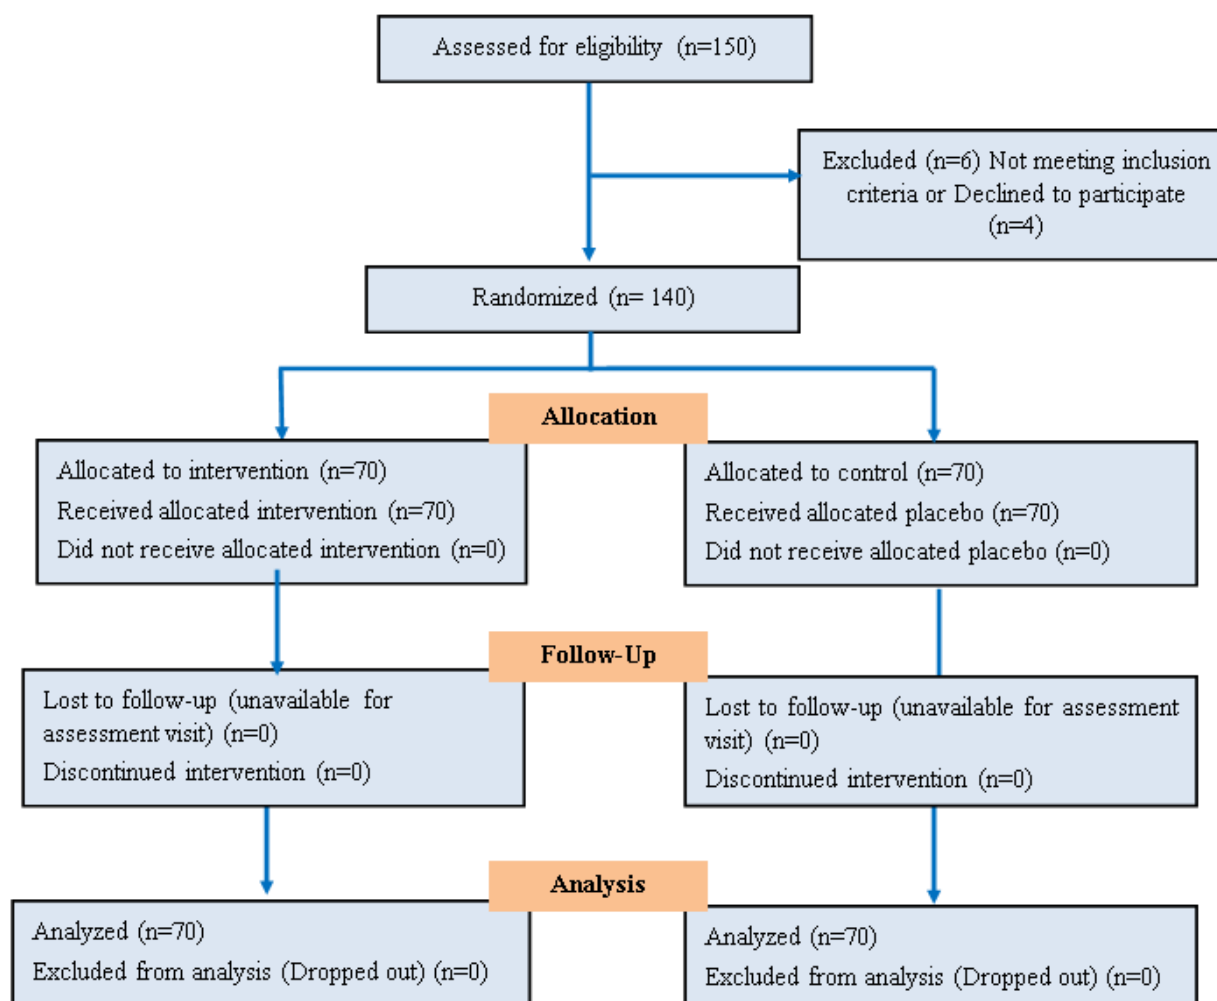 Assessed for eligibility (n=150)
Excluded (n=6) Not meeting inclusion
criteria or Declined to participate
(n=4)
Randomized (n= 140)
Allocation
Allocated to intervention (n=70)
Received allocated intervention (n=70)
Did not receive allocated intervention (n=0)
Allocated to control (n=70)
Received allocated placebo (n=70)
Did not receive allocated placebo (n=0)
Follow-Up
Lost to follow-up (unavailable for
assessment visit) (n=0)
Discontinued intervention (n=0)
Lost to follow-up (unavailable for assessment
visit) (n=0)
Discontinued intervention (n=0)
Analysis
Analyzed (n=70)
Excluded from analysis (Dropped out) (n=0)
Analyzed (n=70)
Excluded from analysis (Dropped out) (n=0)